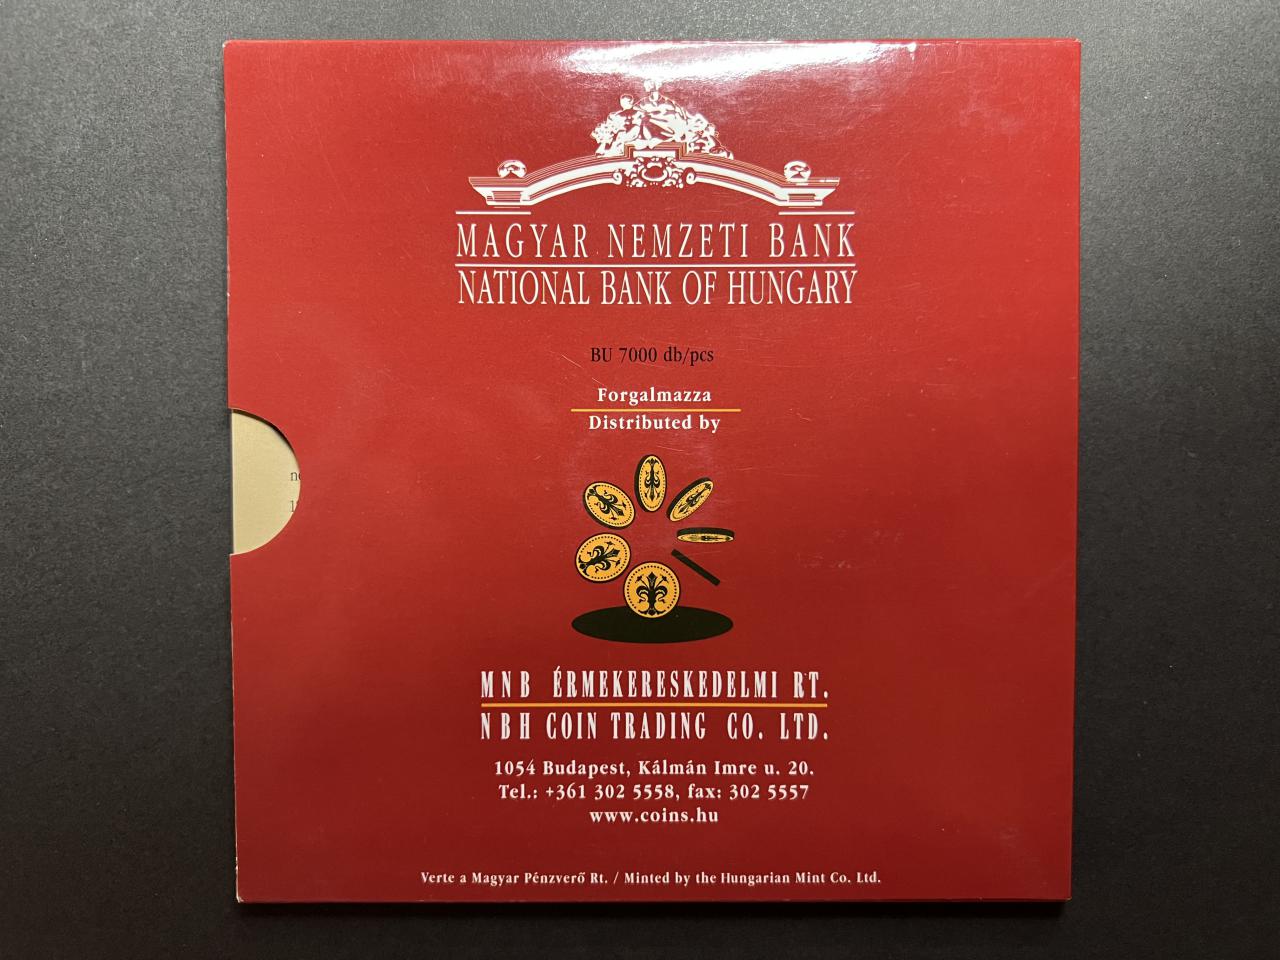 MAGYAR NEMZETI BANK
NATIONAL BANK OF HUNGARY
BU 7000 db/pcs
Forgalmazza
Distributed by
MNB ÉRMEKERESKEDELMI RT.
NBH COIN TRADING CO. LTD.
1054 Budapest, Kálmán Imre u. 20.
Tel.: +361 302 5558, fax: 302 5557
www.coins.hu
Verte a Magyar Pénzverő Rt. / Minted by the Hungarian Mint Co. Ltd.